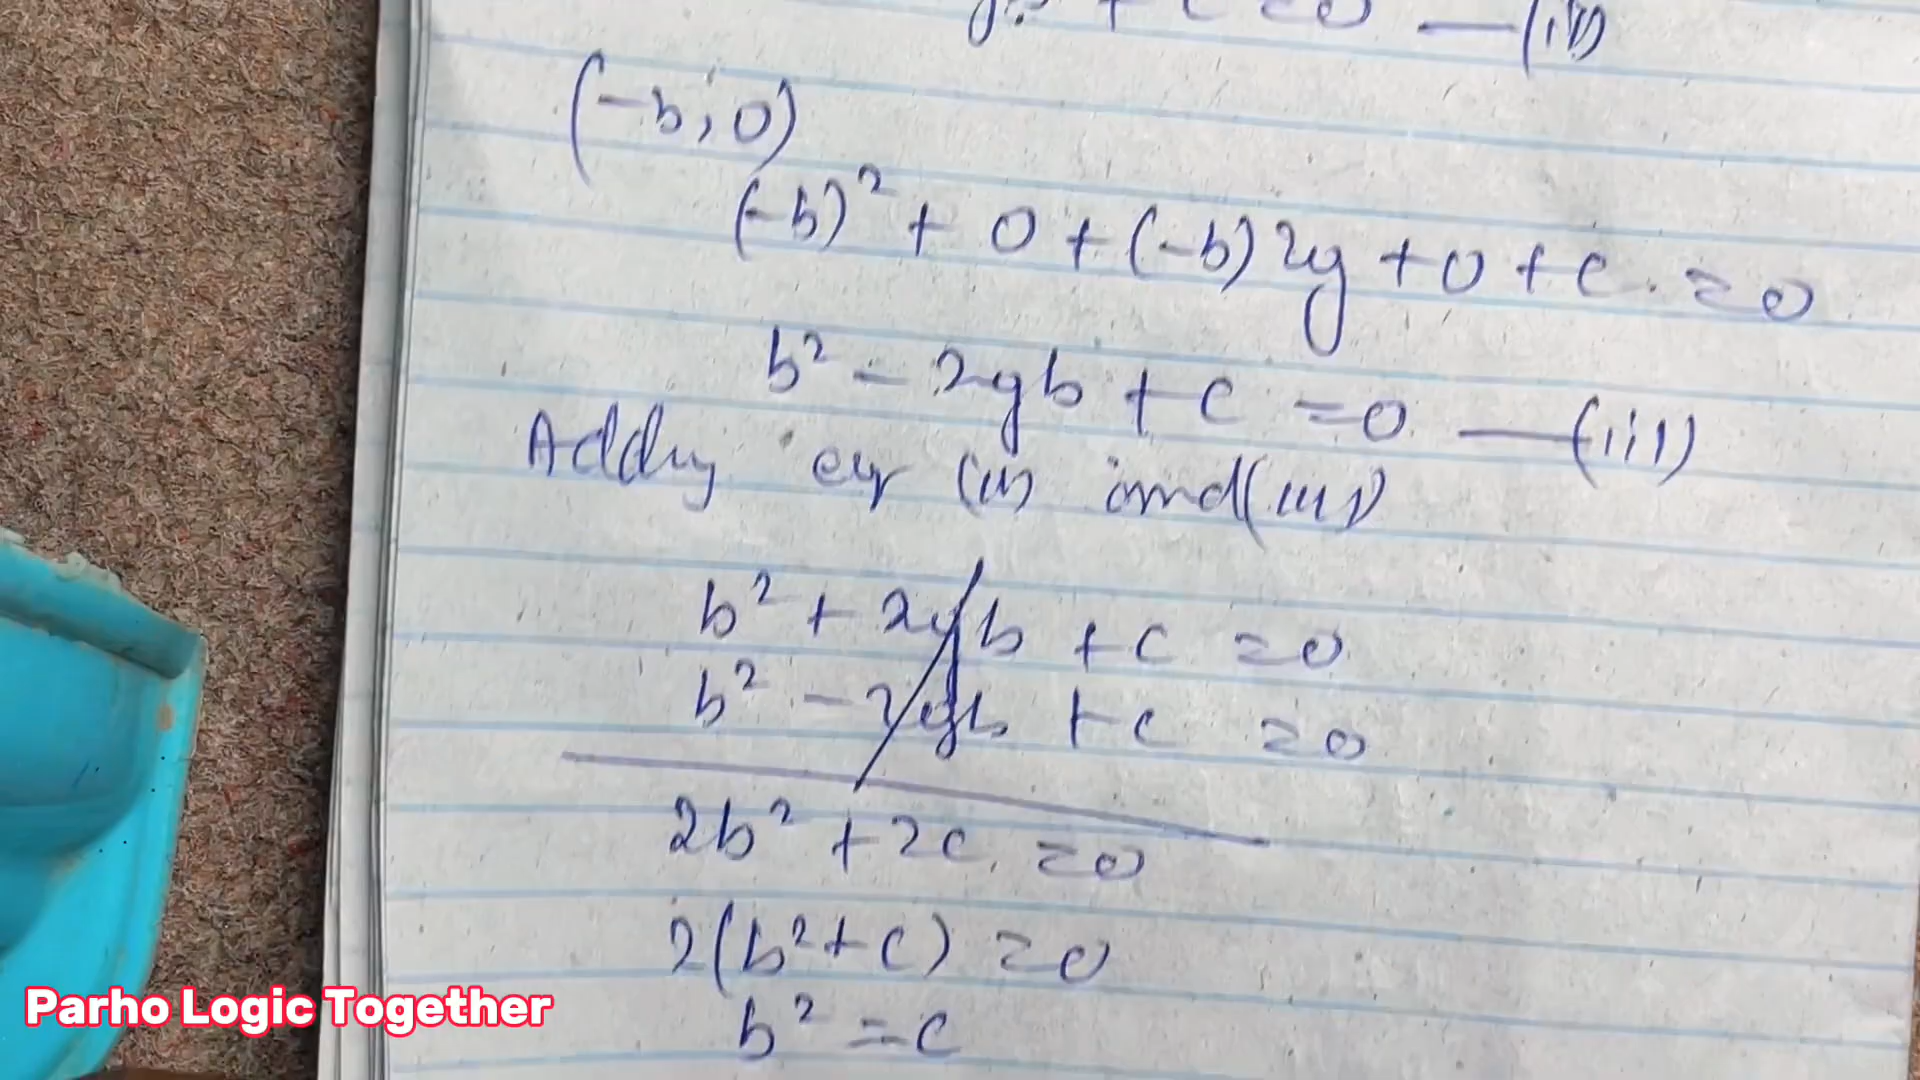 + c = 0 — (ii)
(-b, 0)
(-b)² + 0 + (-b) 2g + 0 + c = 0
b² - 2gb + c = 0 — (iii)
Adding eq (ii) and (iii)
b² + 2gb + c = 0
b² - 2gb + c = 0
2b² + 2c = 0
2(b² + c) = 0
b² = c
Parho Logic Together